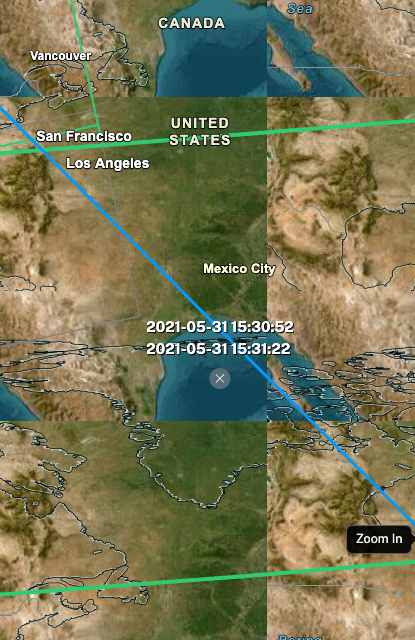 Sea
CANADA
Vancouver
UNITED
STATES
San Francisco
Los Angeles
Mexico City
2021-05-31 15:30:52
2021-05-31 15:31:22
Zoom In
Bering